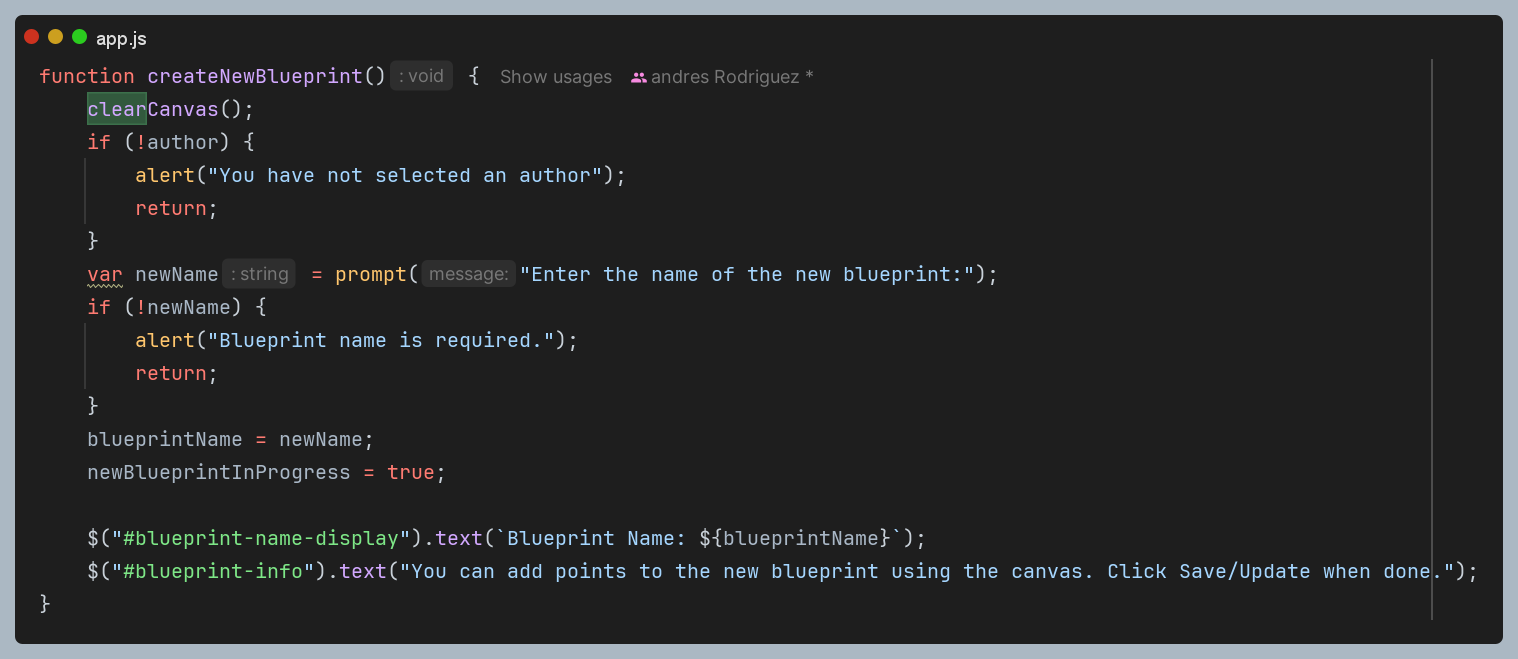 app.js
function createNewBlueprint() : void { Show usages andres Rodriguez *
    clearCanvas();
    if (!author) {
        alert("You have not selected an author");
        return;
    }
    var newName : string = prompt( message: "Enter the name of the new blueprint:");
    if (!newName) {
        alert("Blueprint name is required.");
        return;
    }
    blueprintName = newName;
    newBlueprintInProgress = true;

    $("#blueprint-name-display").text(`Blueprint Name: ${blueprintName}`);
    $("#blueprint-info").text("You can add points to the new blueprint using the canvas. Click Save/Update when done.");
}